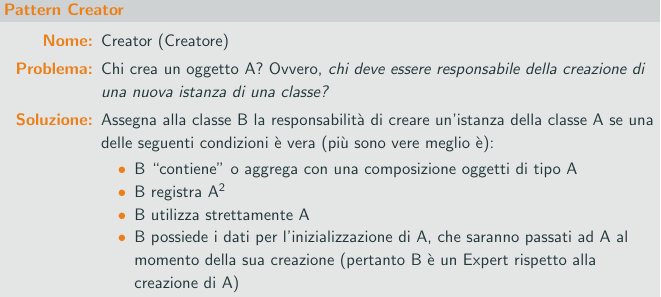 Pattern Creator
Nome: Creator (Creatore)
Problema: Chi crea un oggetto A? Ovvero, chi deve essere responsabile della creazione di
una nuova istanza di una classe?
Soluzione: Assegna alla classe B la responsabilità di creare un'istanza della classe A se una
delle seguenti condizioni è vera (più sono vere meglio è):
• B “contiene” o aggrega con una composizione oggetti di tipo A
• B registra A²
• B utilizza strettamente A
• B possiede i dati per l'inizializzazione di A, che saranno passati ad A al
momento della sua creazione (pertanto B è un Expert rispetto alla
creazione di A)